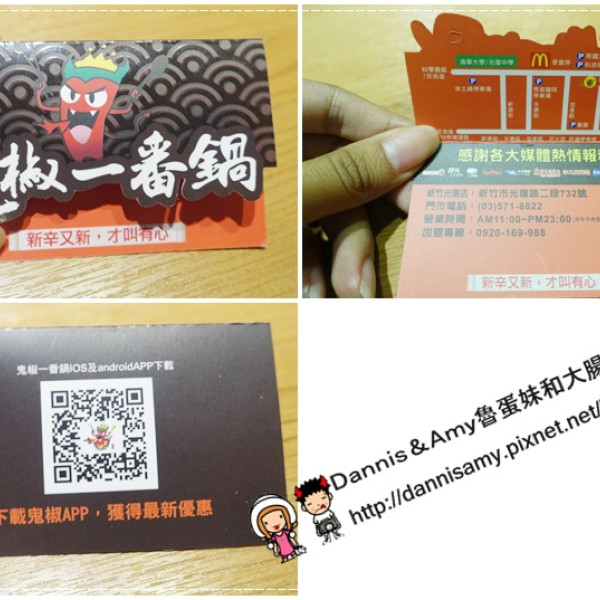 椒一番鍋
新辛又新,才叫有心
清華大學/光復中學
科學園區/交流道
麥當勞
感謝各大媒體熱情報
新竹光復店:新竹市光復路二段732號
門市電話:(03)571-8822
營業時間:AM11:00~PM23:00
加盟專線:0920-169-988
新辛又新,才叫有心
鬼椒一番鍋IOS及androidAPP下載
下載鬼椒APP,獲得最新優惠
Dannis&Amy魯蛋妹和大腸
http://dannisamy.pixnet.net/